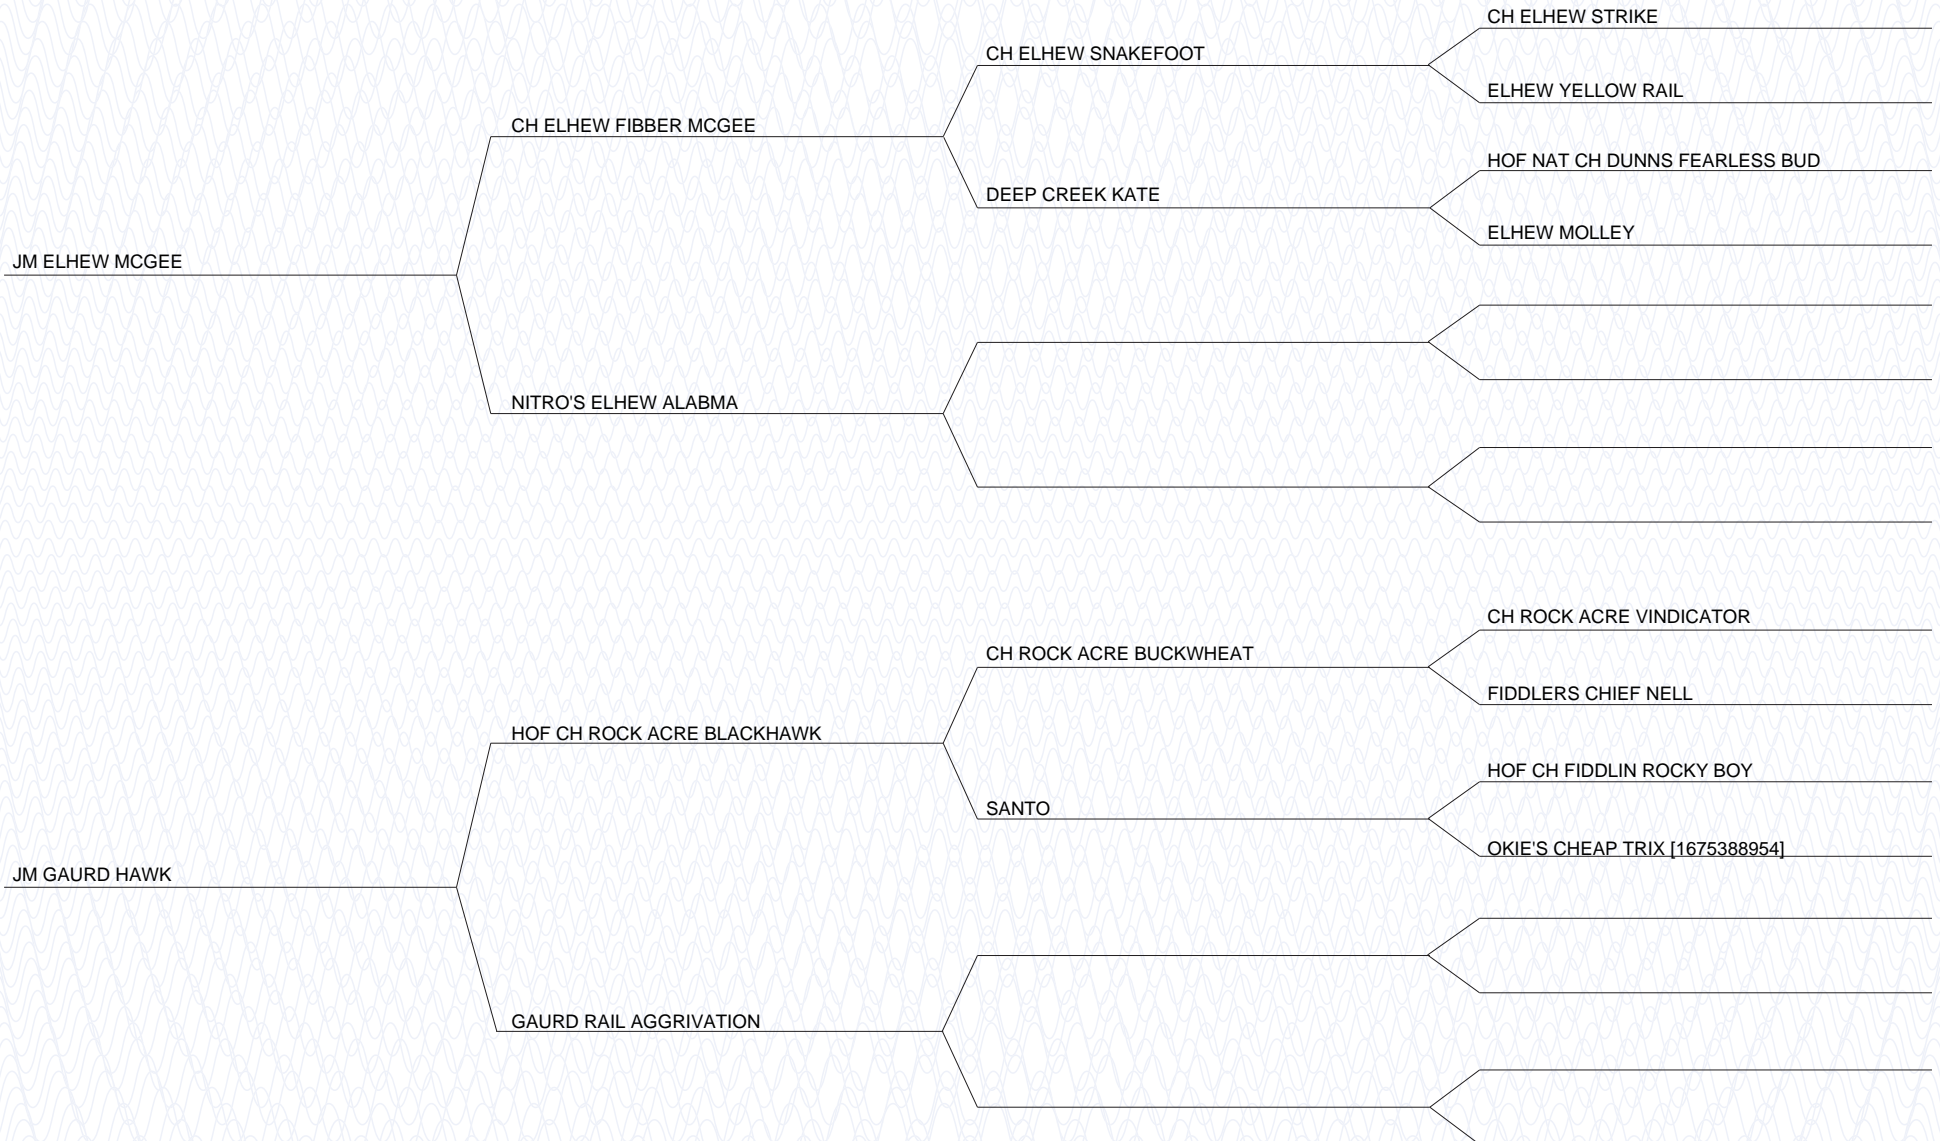 CH ELHEW STRIKE
CH ELHEW SNAKEFOOT
ELHEW YELLOW RAIL
CH ELHEW FIBBER MCGEE
HOF NAT CH DUNNS FEARLESS BUD
DEEP CREEK KATE
ELHEW MOLLEY
JM ELHEW MCGEE
NITRO'S ELHEW ALABMA
CH ROCK ACRE VINDICATOR
CH ROCK ACRE BUCKWHEAT
FIDDLERS CHIEF NELL
HOF CH ROCK ACRE BLACKHAWK
HOF CH FIDDLIN ROCKY BOY
SANTO
OKIE'S CHEAP TRIX [1675388954]
JM GAURD HAWK
GAURD RAIL AGGRIVATION